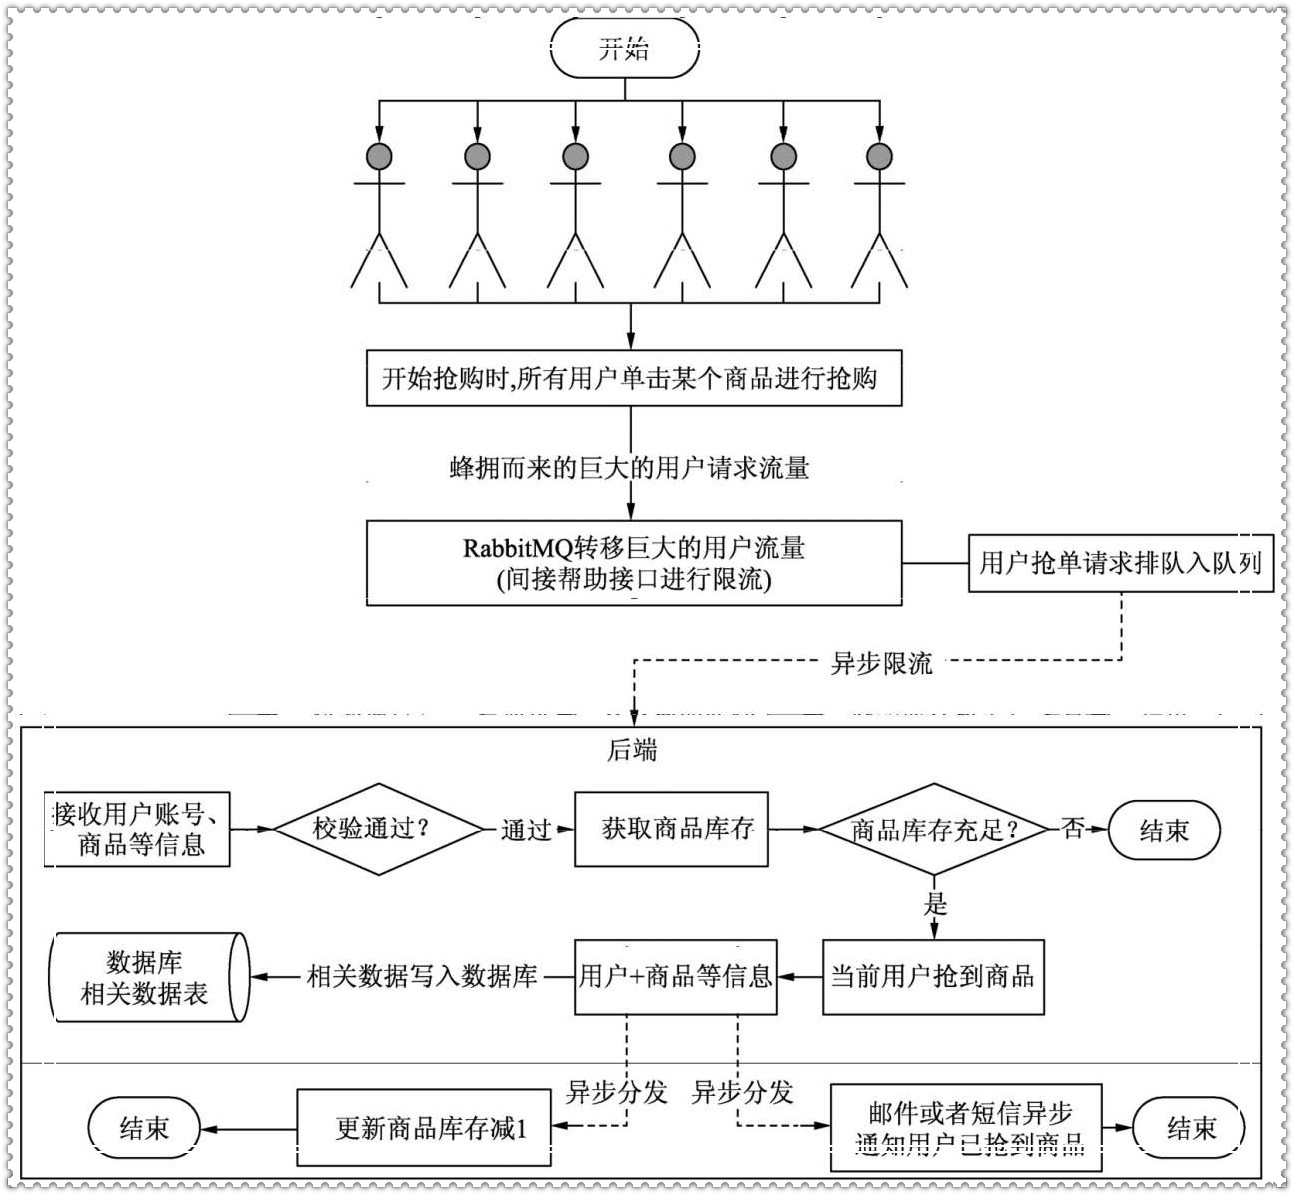 开始
开始抢购时,所有用户单击某个商品进行抢购
蜂拥而来的巨大的用户请求流量
RabbitMQ转移巨大的用户流量
(间接帮助接口进行限流)
用户抢单请求排队入队列
异步限流
后端
接收用户账号、
商品等信息
校验通过?
通过
获取商品库存
商品库存充足?
否
结束
是
数据库
相关数据表
相关数据写入数据库
用户+商品等信息
当前用户抢到商品
异步分发
异步分发
结束
更新商品库存减1
邮件或者短信异步
通知用户已抢到商品
结束